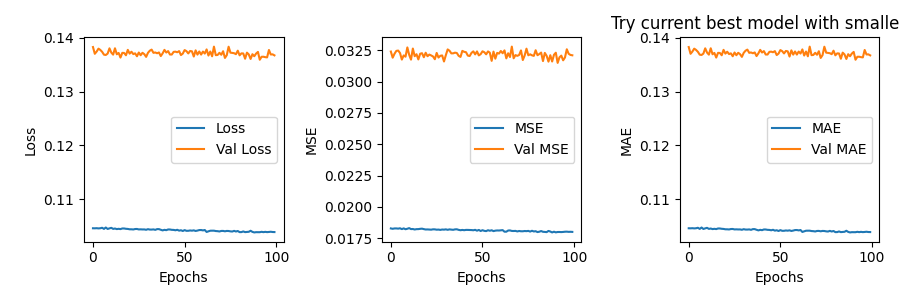 Try current best model with smalle
0.14
0.13
0.12
0.11
Loss
Loss
Val Loss
0 50 100
Epochs
0.0325
0.0300
0.0275
0.0250
0.0225
0.0200
0.0175
MSE
MSE
Val MSE
0 50 100
Epochs
0.14
0.13
0.12
0.11
MAE
MAE
Val MAE
0 50 100
Epochs